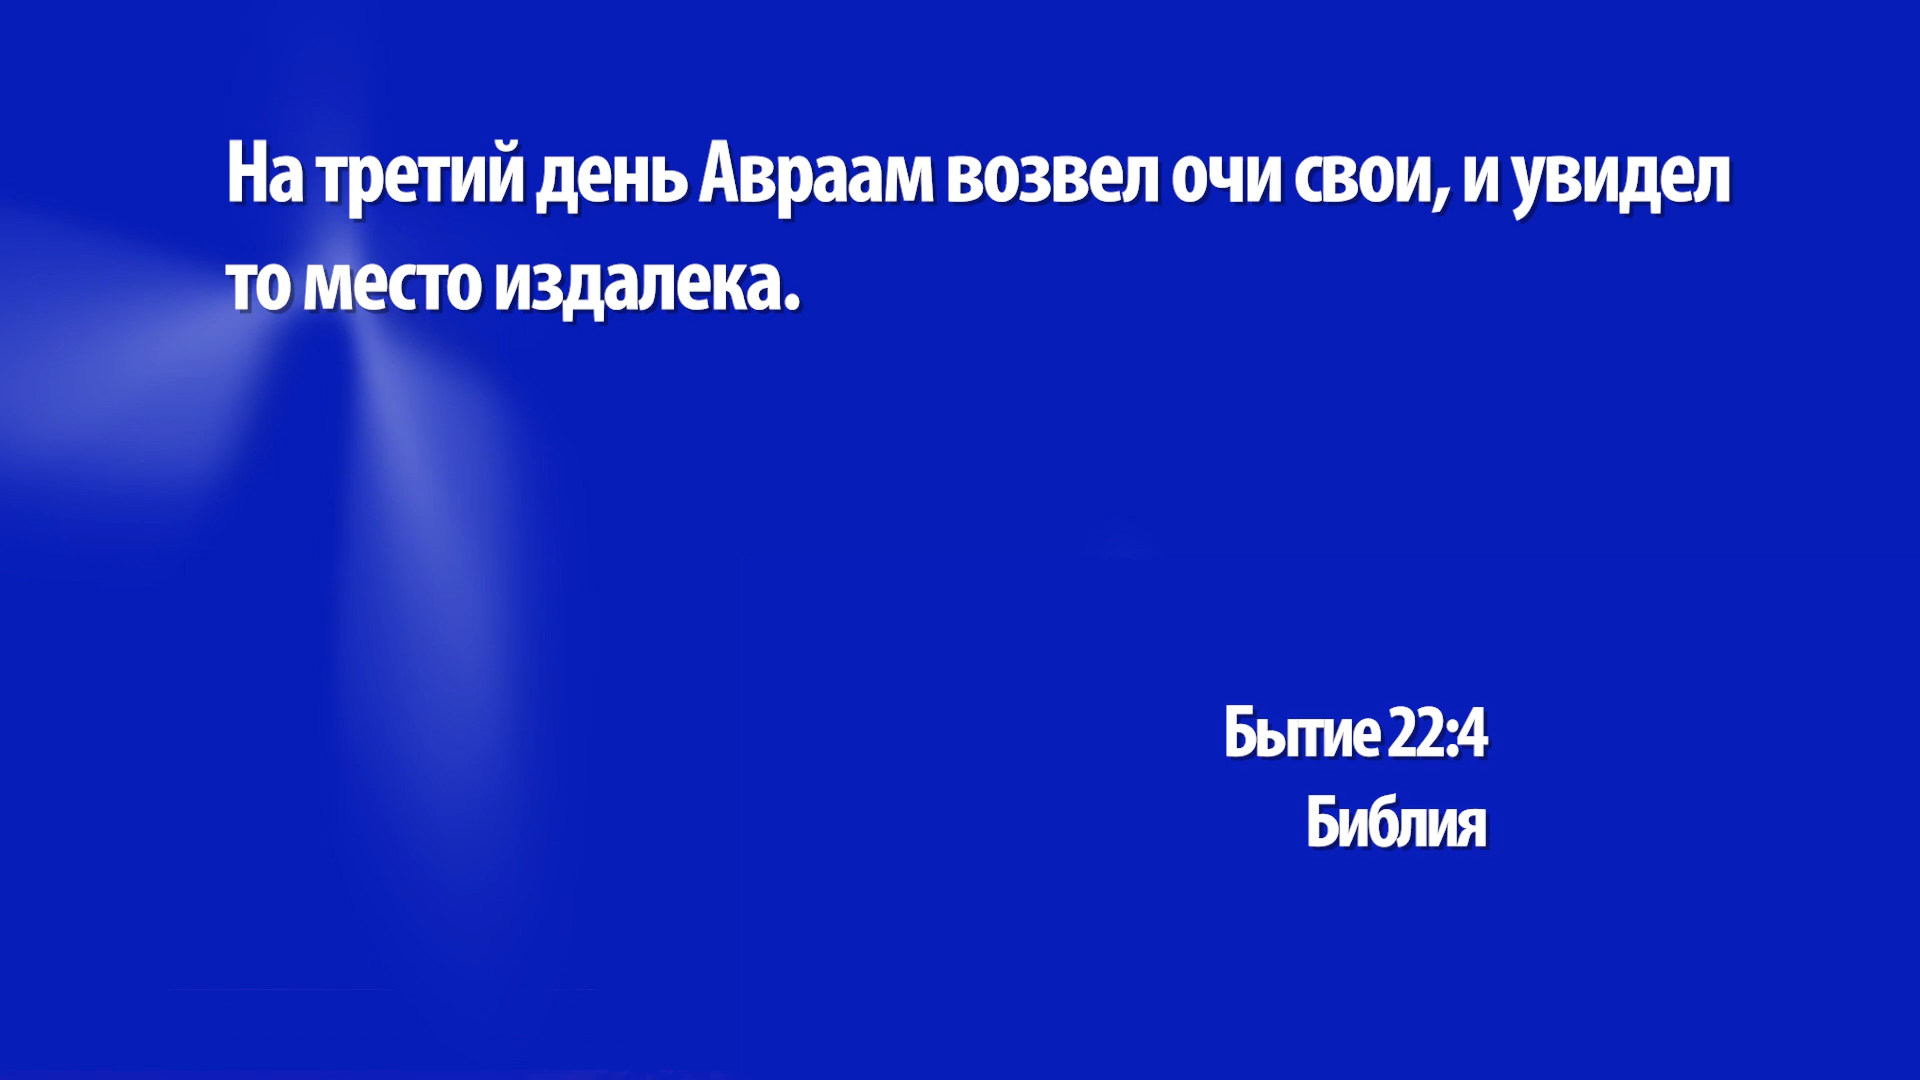 На третий день Авраам возвел очи свои, и увидел
то место издалека.
Бытие 22:4
Библия